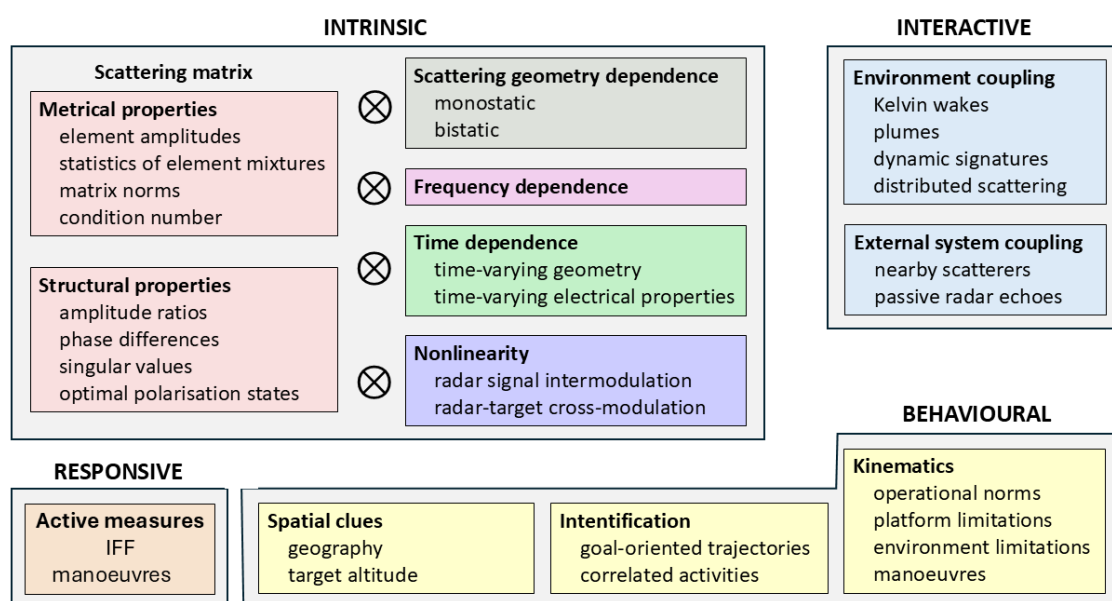 INTRINSIC
Scattering matrix
Metrical properties
element amplitudes
statistics of element mixtures
matrix norms
condition number
Structural properties
amplitude ratios
phase differences
singular values
optimal polarisation states
Scattering geometry dependence
monostatic
bistatic
Frequency dependence
Time dependence
time-varying geometry
time-varying electrical properties
Nonlinearity
radar signal intermodulation
radar-target cross-modulation
INTERACTIVE
Environment coupling
Kelvin wakes
plumes
dynamic signatures
distributed scattering
External system coupling
nearby scatterers
passive radar echoes
RESPONSIVE
Active measures
IFF
manoeuvres
BEHAVIOURAL
Spatial clues
geography
target altitude
Intentification
goal-oriented trajectories
correlated activities
Kinematics
operational norms
platform limitations
environment limitations
manoeuvres